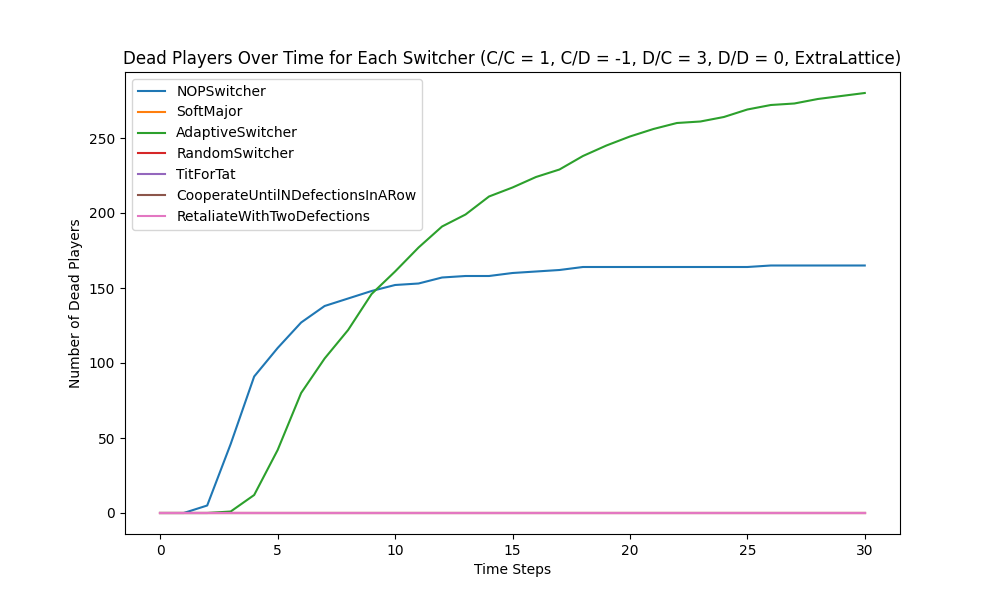 Dead Players Over Time for Each Switcher (C/C = 1, C/D = -1, D/C = 3, D/D = 0, ExtraLattice)
NOPSwitcher
SoftMajor
AdaptiveSwitcher
RandomSwitcher
TitForTat
CooperateUntilNDefectionsInARow
RetaliateWithTwoDefections
Number of Dead Players
250
200
150
100
50
0
0 5 10 15 20 25 30
Time Steps